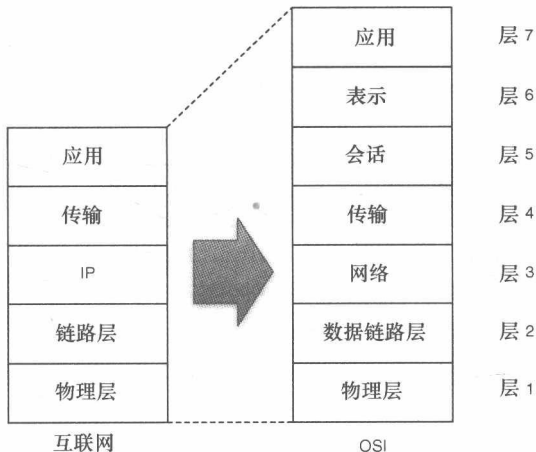 应用
层 7
表示
层 6
应用
会话
层 5
传输
传输
层 4
IP
网络
层 3
链路层
数据链路层
层 2
物理层
物理层
层 1
互联网
OSI